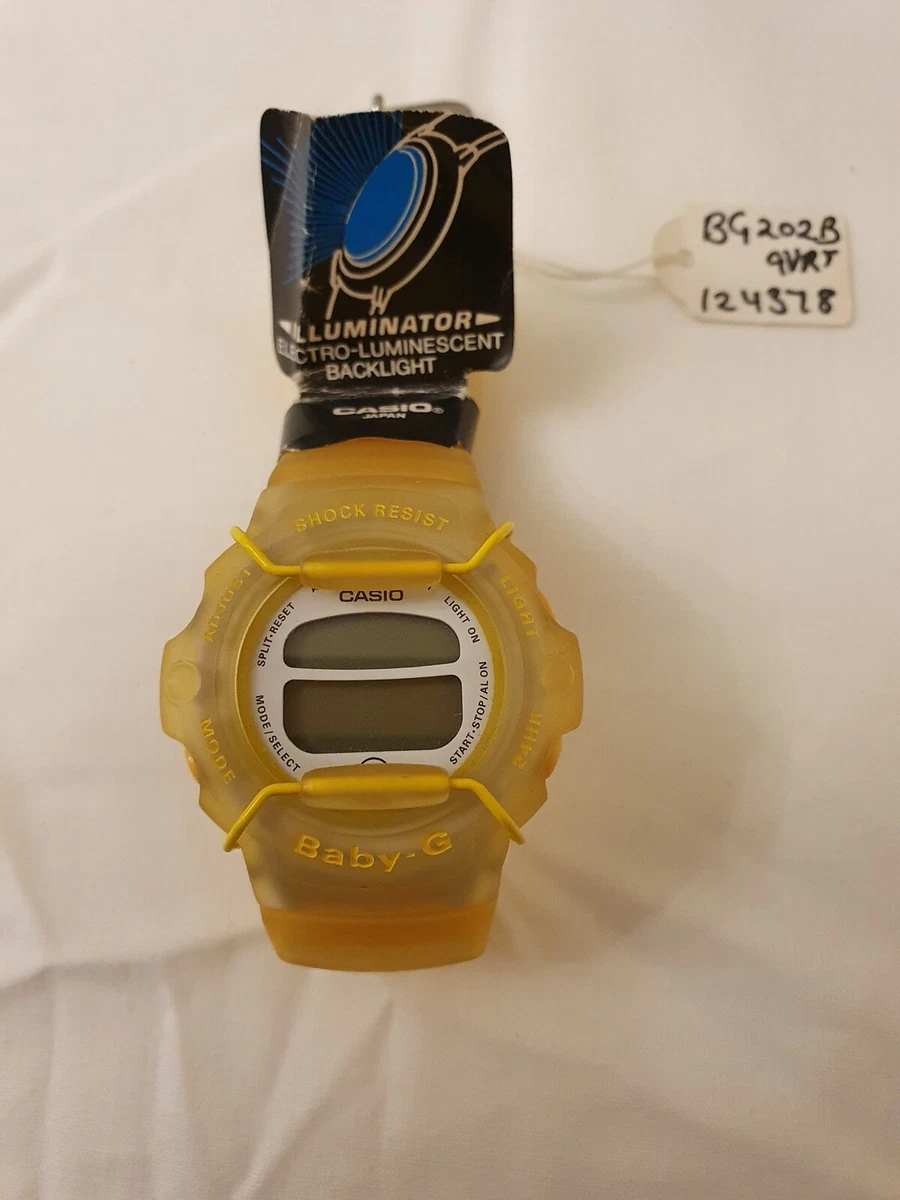 ILLUMINATOR
ELECTRO-LUMINESCENT
BACKLIGHT
CASIO®
JAPAN
BG202B
9VRT
124378
SHOCK RESIST
ADJUST
LIGHT
CASIO
SPLIT•RESET
LIGHT ON
MODE/SELECT
START•STOP/AL ON
MODE
24HR
Baby-G